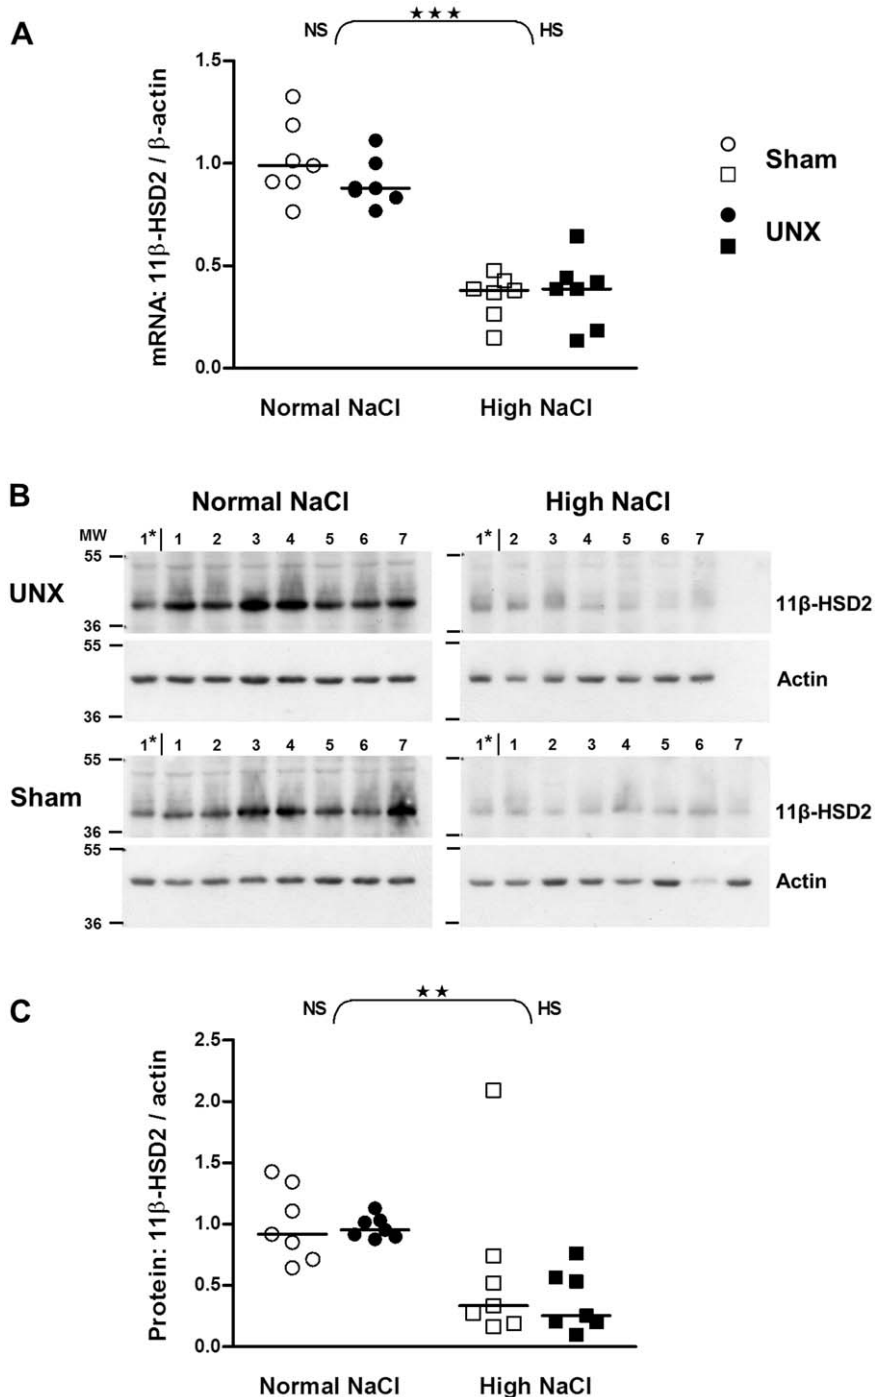 A
NS ★★★ HS
mRNA: 11β-HSD2 / β-actin
1.5
1.0
0.5
0.0
Normal NaCl High NaCl
Sham
UNX
B
Normal NaCl High NaCl
MW 1* 1 2 3 4 5 6 7 1* 2 3 4 5 6 7
55
UNX 11β-HSD2
36
55
Actin
36
1* 1 2 3 4 5 6 7 1* 1 2 3 4 5 6 7
55
Sham 11β-HSD2
36
55
Actin
36
C
NS ★★ HS
Protein: 11β-HSD2 / actin
2.5
2.0
1.5
1.0
0.5
0.0
Normal NaCl High NaCl